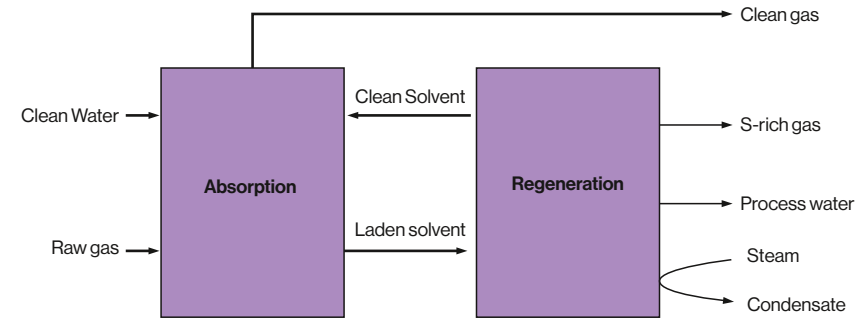 Clean gas
Clean Water
Clean Solvent
S-rich gas
Absorption
Regeneration
Process water
Raw gas
Laden solvent
Steam
Condensate